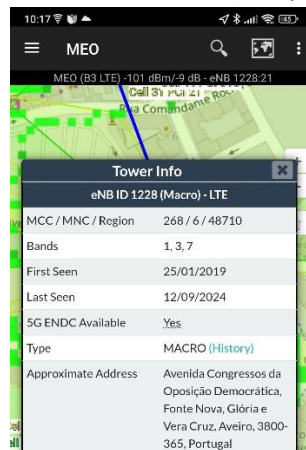 10:17
45
MEO
MEO (B3 LTE) -101 dBm/-9 dB - eNB 1228:21
Cell 31 PCI 21
Rua Comandante
Tower Info
eNB ID 1228 (Macro) - LTE
MCC / MNC / Region 268 / 6 / 48710
Bands 1, 3, 7
First Seen 25/01/2019
Last Seen 12/09/2024
5G ENDC Available Yes
Type MACRO (History)
Approximate Address Avenida Congressos da
Oposição Democrática,
Fonte Nova, Glória e
Vera Cruz, Aveiro, 3800-
365, Portugal